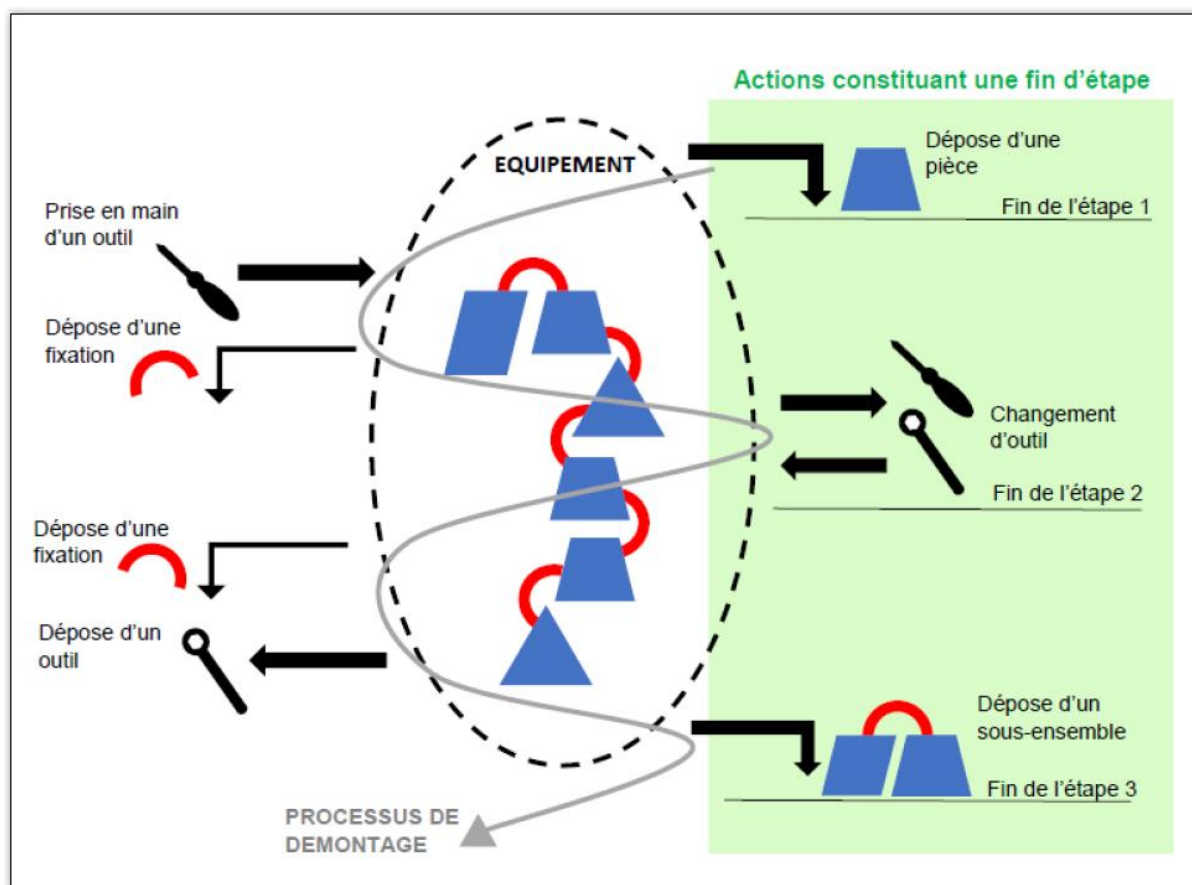 Actions constituant une fin d’étape
EQUIPEMENT
Dépose d’une
pièce
Fin de l’étape 1
Prise en main
d’un outil
Dépose d’une
fixation
Changement
d’outil
Fin de l’étape 2
Dépose d’une
fixation
Dépose d’un
outil
Dépose d’un
sous-ensemble
Fin de l’étape 3
PROCESSUS DE
DEMONTAGE